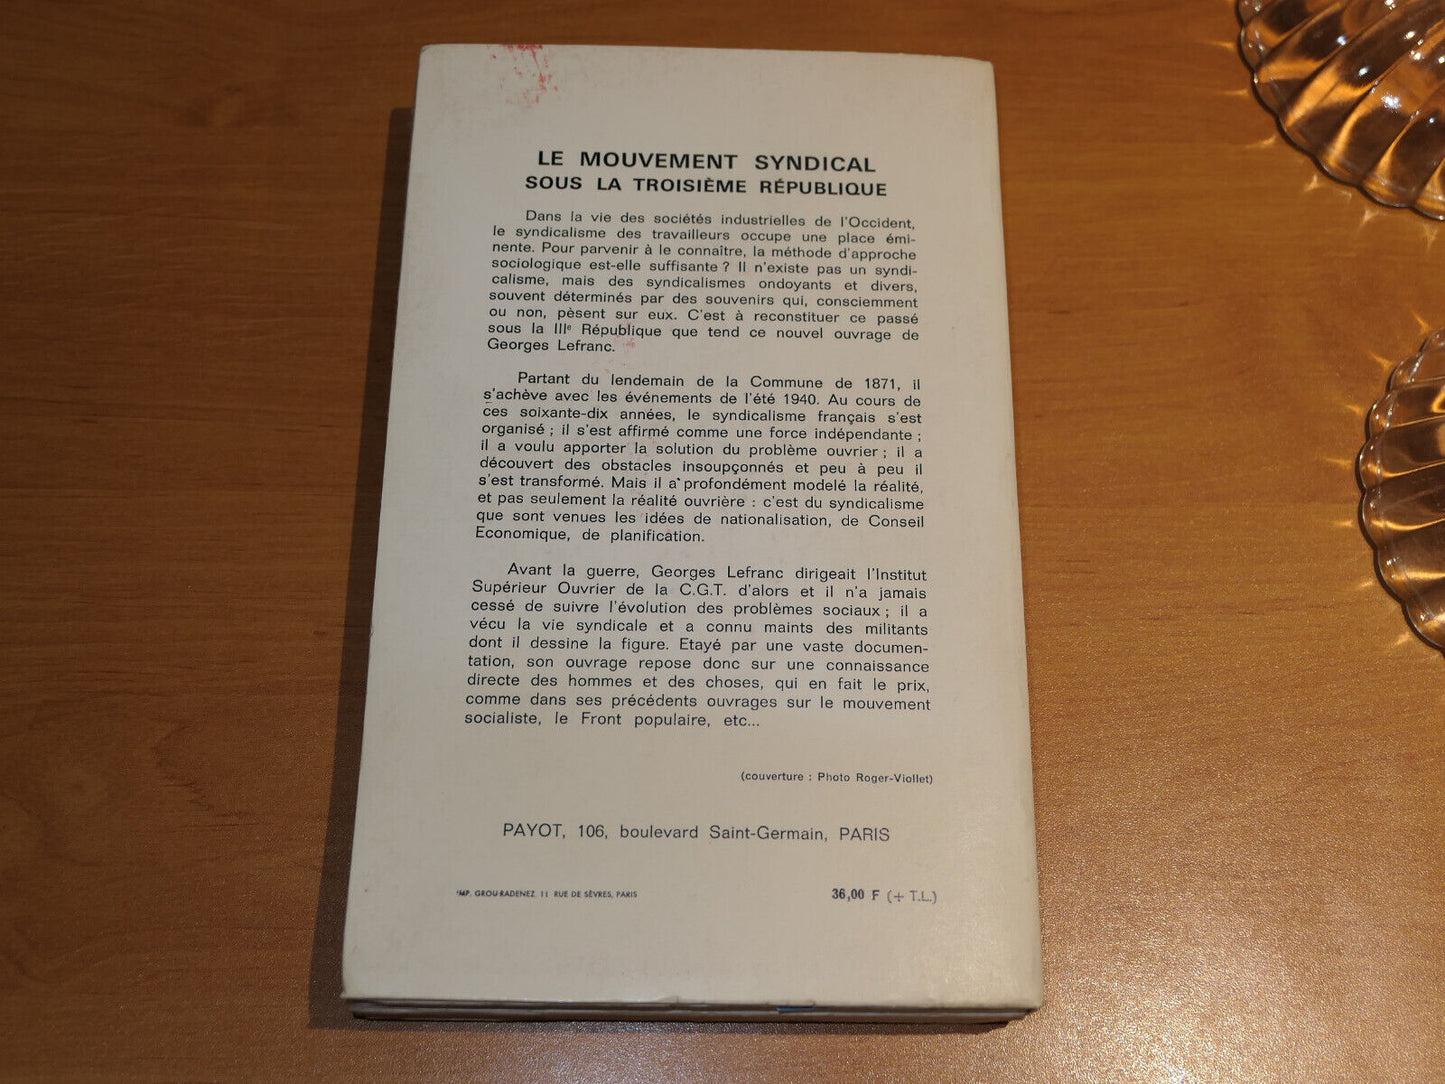 LE MOUVEMENT SYNDICAL
SOUS LA TROISIÈME RÉPUBLIQUE
Dans la vie des sociétés industrielles de l'Occident,
le syndicalisme des travailleurs occupe une place émi-
nente. Pour parvenir à le connaître, la méthode d'approche
sociologique est-elle suffisante ? Il n'existe pas un syndi-
calisme, mais des syndicalismes ondoyants et divers,
souvent déterminés par des souvenirs qui, consciemment
ou non, pèsent sur eux. C'est à reconstituer ce passé
sous la IIIe République que tend ce nouvel ouvrage de
Georges Lefranc.
Partant du lendemain de la Commune de 1871, il
s'achève avec les événements de l'été 1940. Au cours de
ces soixante-dix années, le syndicalisme français s'est
organisé ; il s'est affirmé comme une force indépendante ;
il a voulu apporter la solution du problème ouvrier ; il a
découvert des obstacles insoupçonnés et peu à peu il
s'est transformé. Mais il a profondément modelé la réalité,
et pas seulement la réalité ouvrière : c'est du syndicalisme
que sont venues les idées de nationalisation, de Conseil
Economique, de planification.
Avant la guerre, Georges Lefranc dirigeait l'Institut
Supérieur Ouvrier de la C.G.T. d'alors et il n'a jamais
cessé de suivre l'évolution des problèmes sociaux ; il a
vécu la vie syndicale et a connu maints des militants
dont il dessine la figure. Etayé par une vaste documen-
tation, son ouvrage repose donc sur une connaissance
directe des hommes et des choses, qui en fait le prix,
comme dans ses précédents ouvrages sur le mouvement
socialiste, le Front populaire, etc...
(couverture : Photo Roger-Viollet)
PAYOT, 106, boulevard Saint-Germain, PARIS
IMP. GROU-RADENEZ, 11 RUE DE SÈVRES, PARIS
36,00 F (+ T.L.)